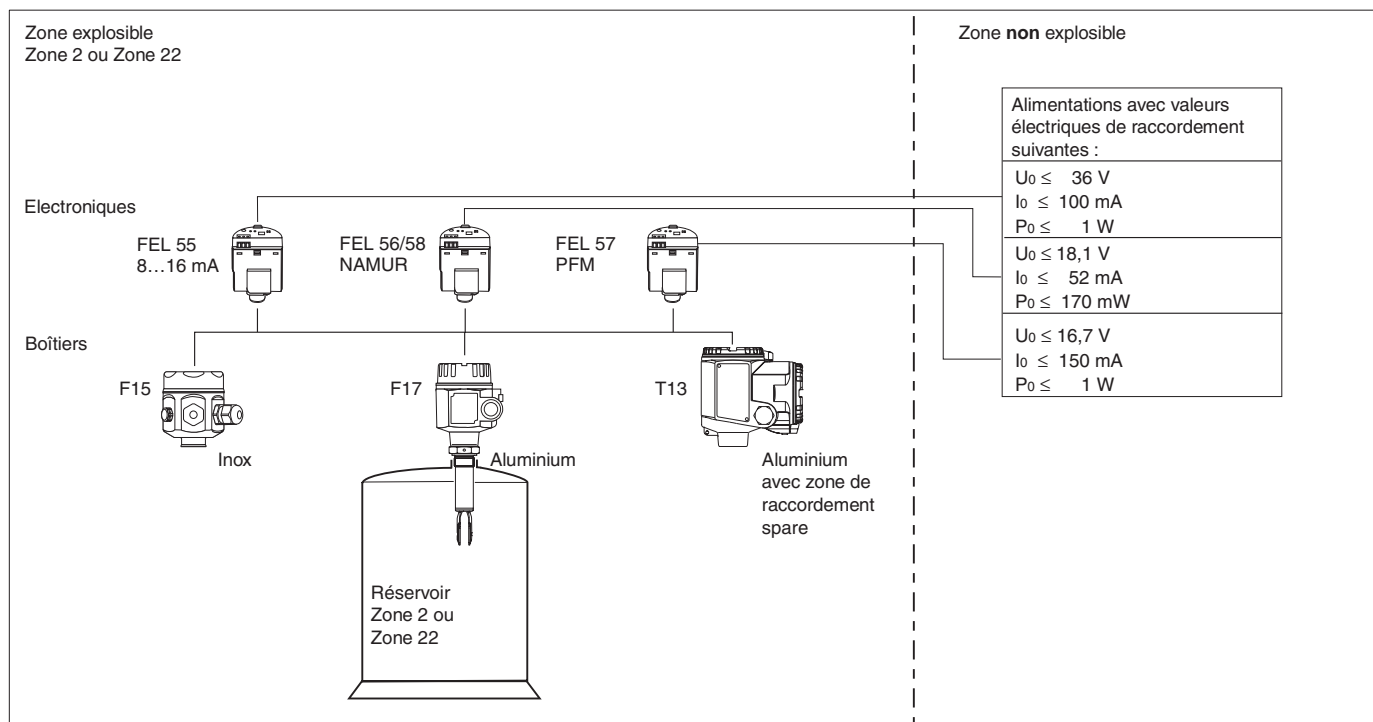 Zone explosible
Zone 2 ou Zone 22
Zone non explosible
Alimentations avec valeurs
électriques de raccordement
suivantes :
U0 ≤ 36 V
I0 ≤ 100 mA
P0 ≤ 1 W
U0 ≤ 18,1 V
I0 ≤ 52 mA
P0 ≤ 170 mW
U0 ≤ 16,7 V
I0 ≤ 150 mA
P0 ≤ 1 W
Electroniques
FEL 55
8…16 mA
FEL 56/58
NAMUR
FEL 57
PFM
Boîtiers
F15
Inox
F17
Aluminium
T13
Aluminium
avec zone de
raccordement
spare
Réservoir
Zone 2 ou
Zone 22